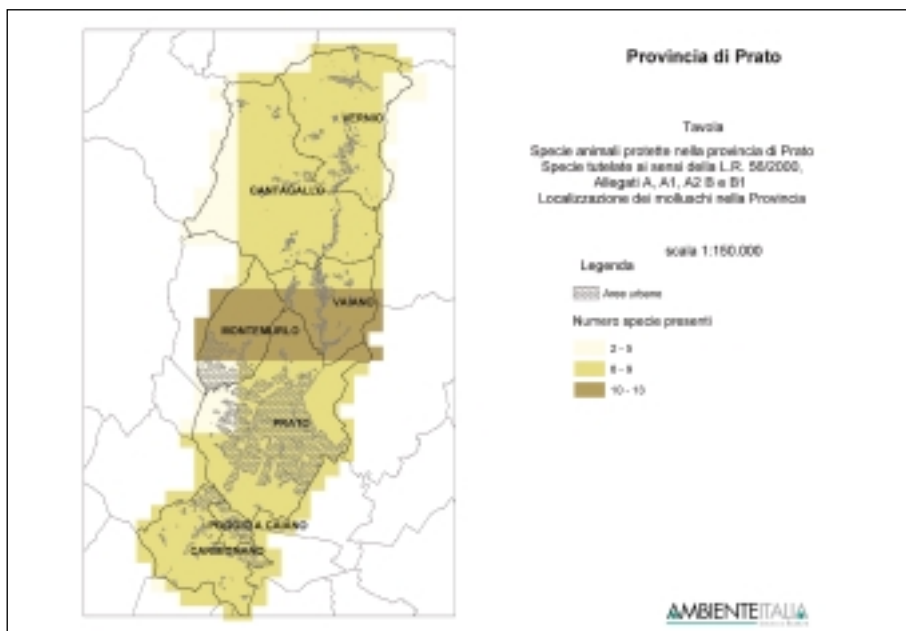 Provincia di Prato
Tavola
Specie animali protette nella provincia di Prato
Specie tutelate ai sensi della L.R. 56/2000,
Allegati A, A1, A2 B e B1
Localizzazione dei molluschi nella Provincia
scala 1:150.000
Legenda
Aree urbane
Numero specie presenti
2 - 5
6 - 9
10 - 13
VERNIO
CANTAGALLO
VAIANO
MONTEMURLO
PRATO
POGGIO A CAIANO
CARMIGNANO
AMBIENTEITALIA